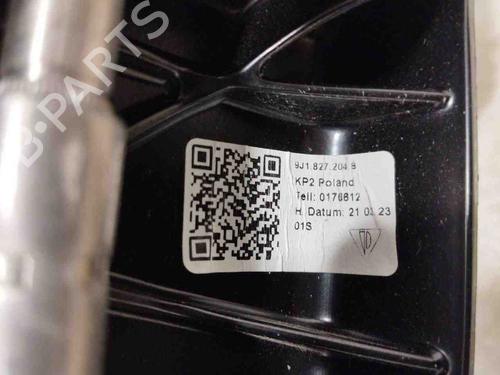 B-PARTS
9J1.827.204.B
KP2 Poland
Teil: 0176612
H. Datum: 21 03 23
01S